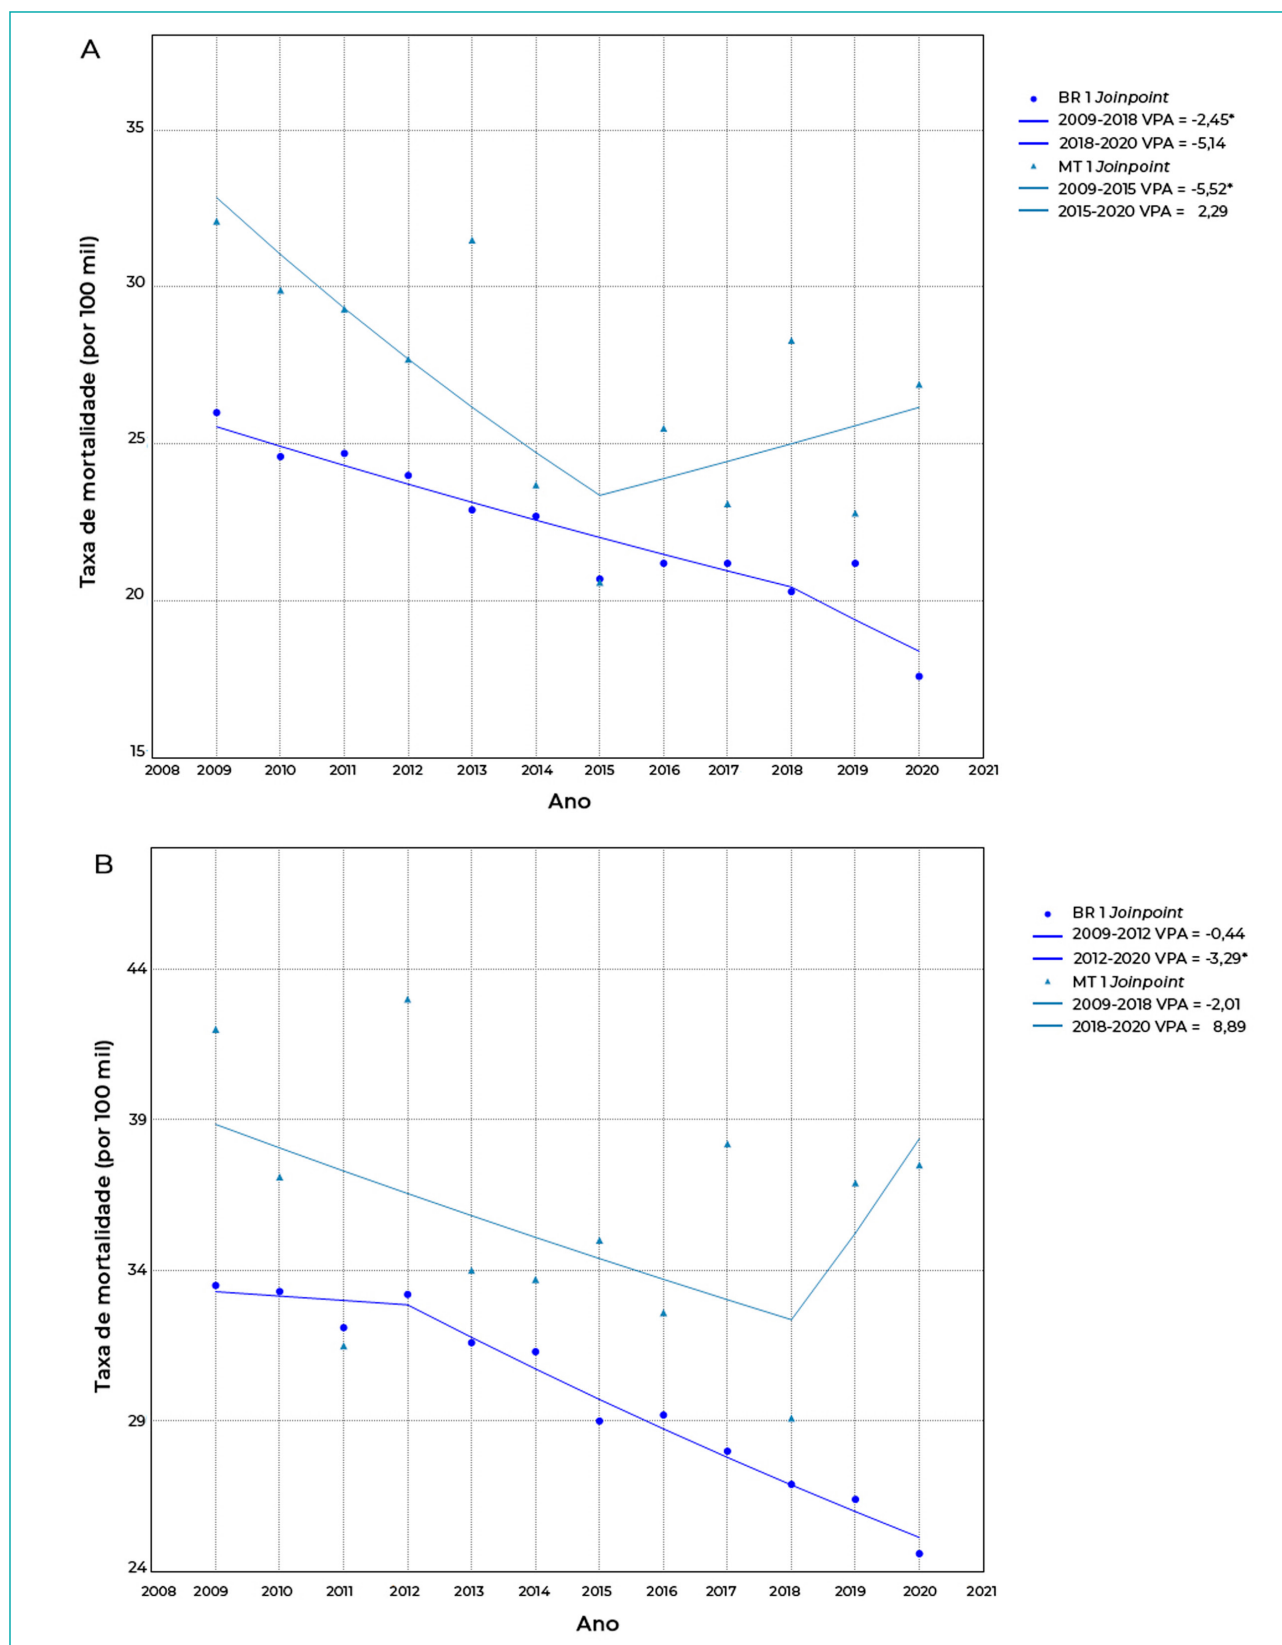 A
35
30
25
20
15
Taxa de mortalidade (por 100 mil)
2008 2009 2010 2011 2012 2013 2014 2015 2016 2017 2018 2019 2020 2021
Ano
BR 1 Joinpoint
2009-2018 VPA = -2,45*
2018-2020 VPA = -5,14
MT 1 Joinpoint
2009-2015 VPA = -5,52*
2015-2020 VPA = 2,29
B
44
39
34
29
24
Taxa de mortalidade (por 100 mil)
2008 2009 2010 2011 2012 2013 2014 2015 2016 2017 2018 2019 2020 2021
Ano
BR 1 Joinpoint
2009-2012 VPA = -0,44
2012-2020 VPA = -3,29*
MT 1 Joinpoint
2009-2018 VPA = -2,01
2018-2020 VPA = 8,89